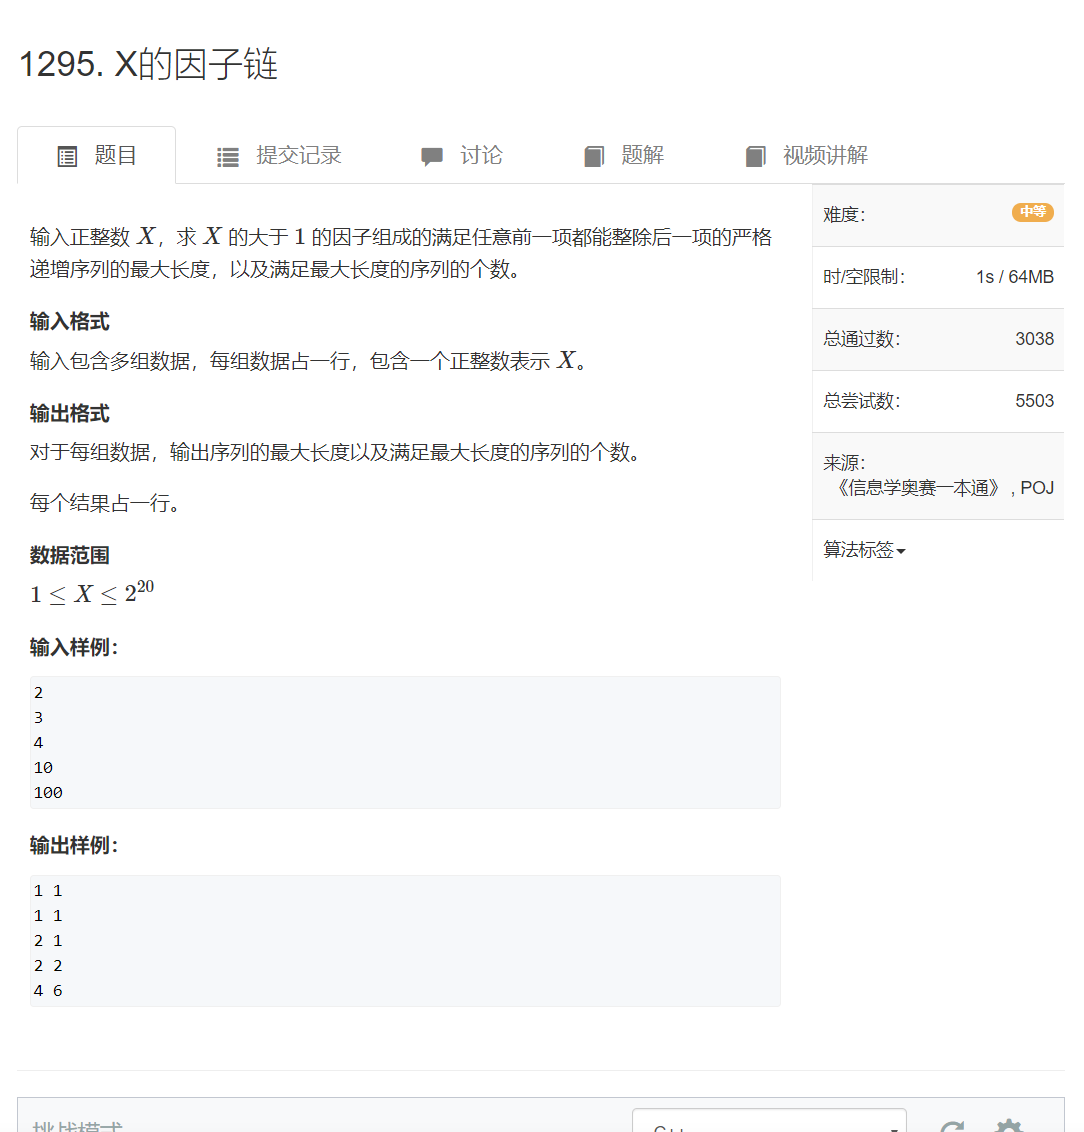 1295. X的因子链
题目
提交记录
讨论
题解
视频讲解
输入正整数 X，求 X 的大于 1 的因子组成的满足任意前一项都能整除后一项的严格
递增序列的最大长度，以及满足最大长度的序列的个数。
输入格式
输入包含多组数据，每组数据占一行，包含一个正整数表示 X。
输出格式
对于每组数据，输出序列的最大长度以及满足最大长度的序列的个数。
每个结果占一行。
数据范围
1 ≤ X ≤ 2^20
输入样例：
2
3
4
10
100
输出样例：
1 1
1 1
2 1
2 2
4 6
难度： 中等
时/空限制： 1s / 64MB
总通过数： 3038
总尝试数： 5503
来源：
《信息学奥赛一本通》 , POJ
算法标签
挑战模式
C++